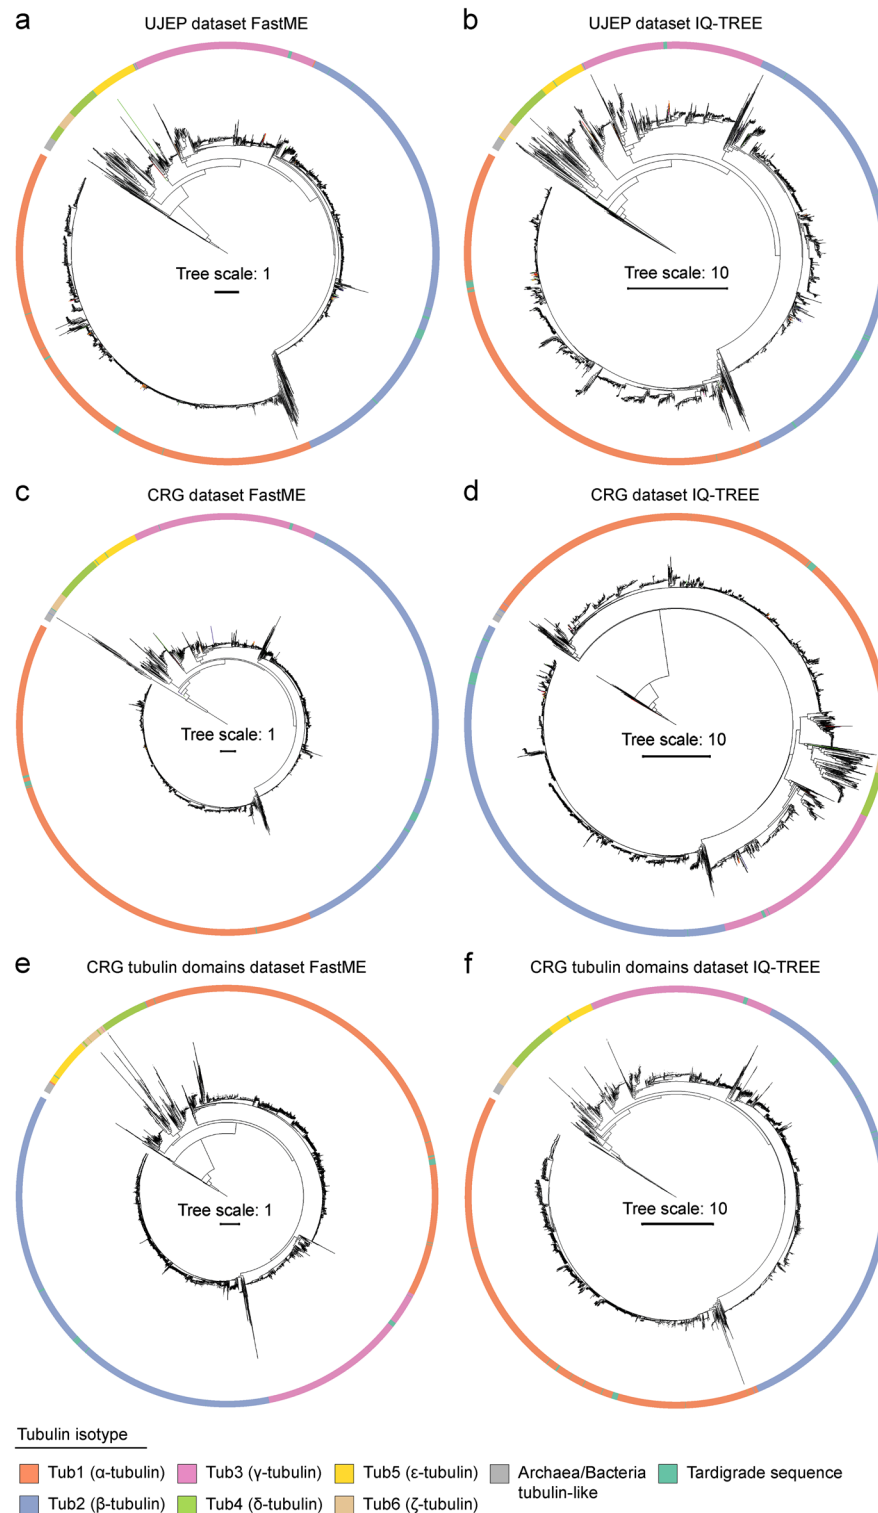 a
UJEP dataset FastME
b
UJEP dataset IQ-TREE
Tree scale: 1
Tree scale: 10
c
CRG dataset FastME
d
CRG dataset IQ-TREE
Tree scale: 1
Tree scale: 10
e
CRG tubulin domains dataset FastME
f
CRG tubulin domains dataset IQ-TREE
Tree scale: 1
Tree scale: 10
Tubulin isotype
Tub1 (α-tubulin)
Tub3 (γ-tubulin)
Tub5 (ε-tubulin)
Archaea/Bacteria
tubulin-like
Tardigrade sequence
Tub2 (β-tubulin)
Tub4 (δ-tubulin)
Tub6 (ζ-tubulin)